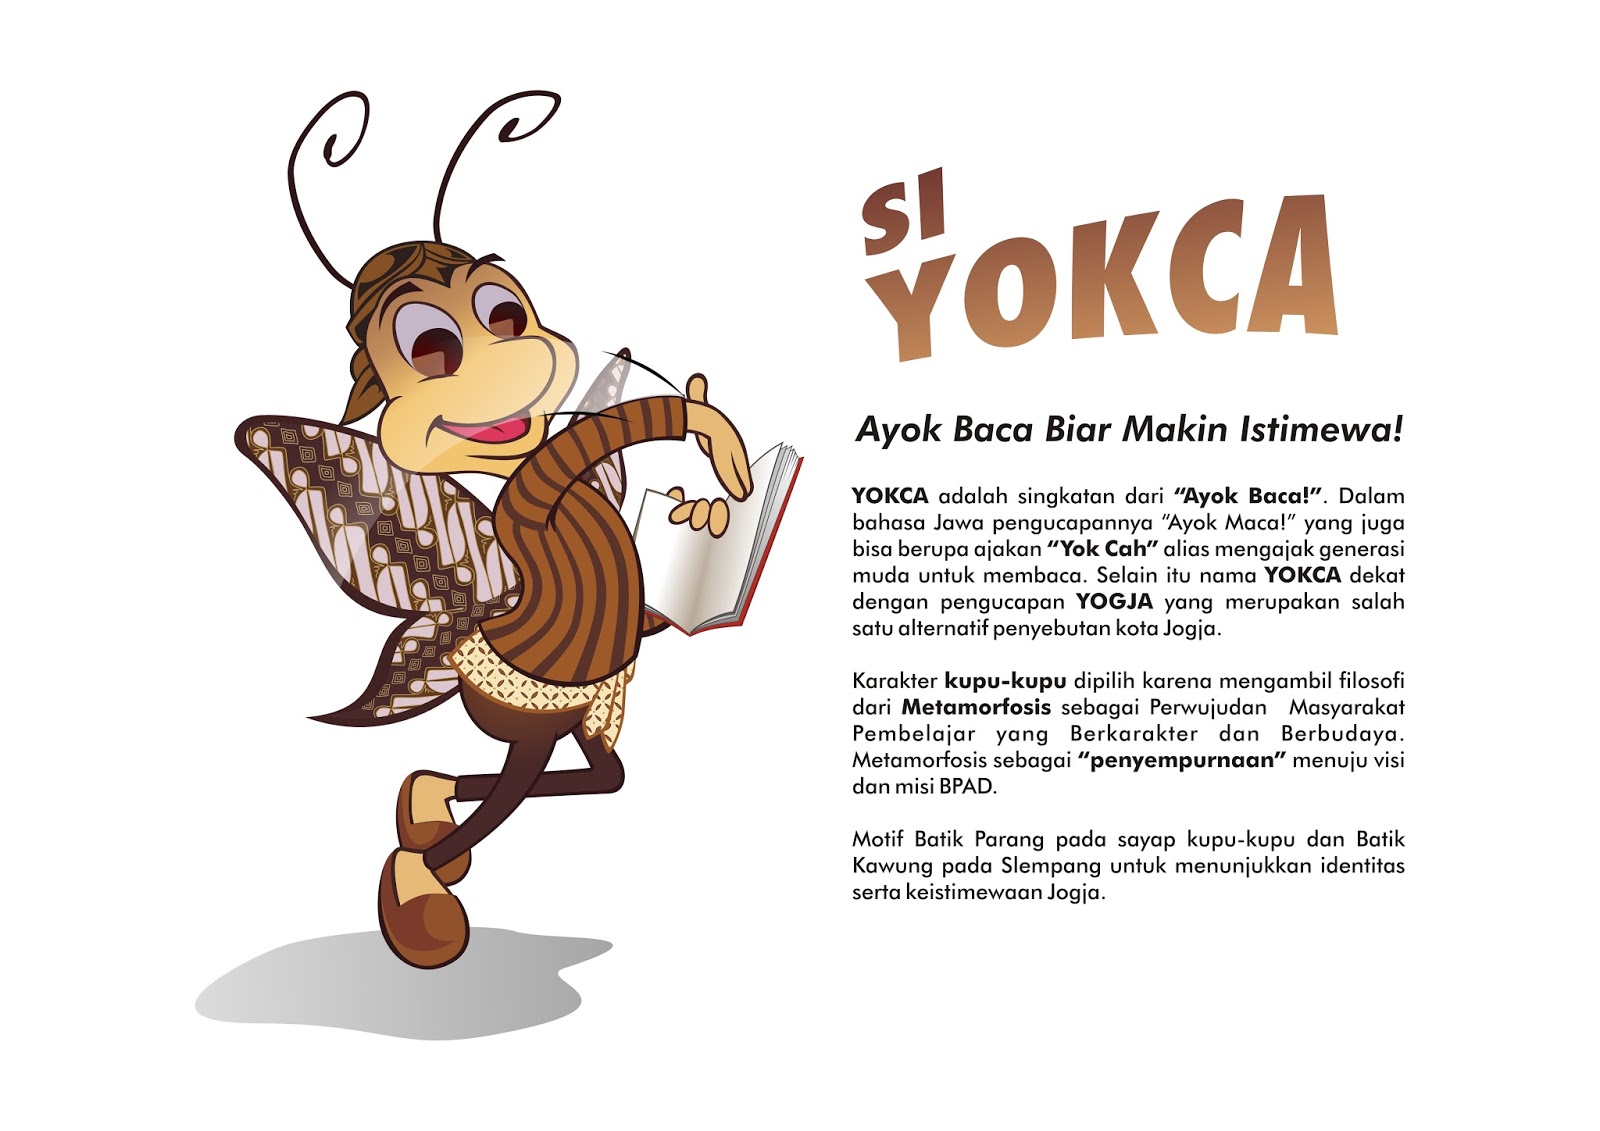 SI
YOKCA
Ayok Baca Biar Makin Istimewa!
YOKCA adalah singkatan dari “Ayok Baca!”. Dalam
bahasa Jawa pengucapannya “Ayok Maca!” yang juga
bisa berupa ajakan “Yok Cah” alias mengajak generasi
muda untuk membaca. Selain itu nama YOKCA dekat
dengan pengucapan YOGJA yang merupakan salah
satu alternatif penyebutan kota Jogja.
Karakter kupu-kupu dipilih karena mengambil filosofi
dari Metamorfosis sebagai Perwujudan Masyarakat
Pembelajar yang Berkarakter dan Berbudaya.
Metamorfosis sebagai “penyempurnaan” menuju visi
dan misi BPAD.
Motif Batik Parang pada sayap kupu-kupu dan Batik
Kawung pada Slempang untuk menunjukkan identitas
serta keistimewaan Jogja.